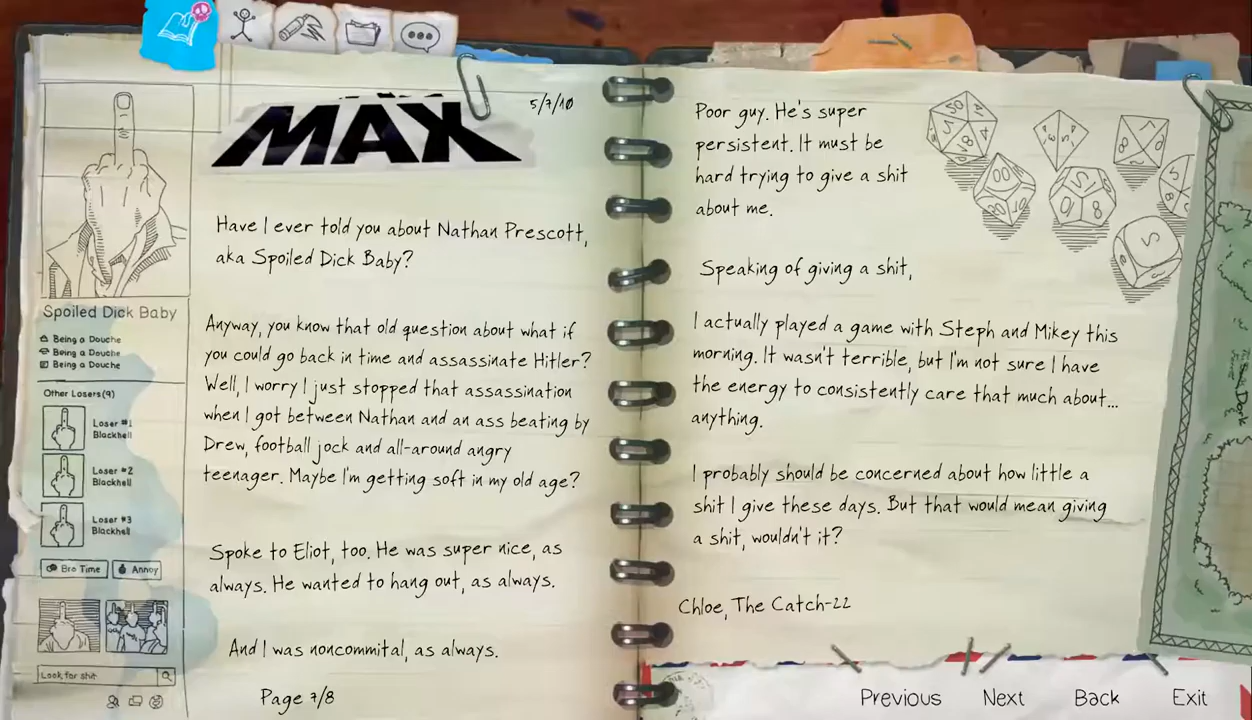 MAX
5/7/10
Have I ever told you about Nathan Prescott,
aka Spoiled Dick Baby?
Anyway, you know that old question about what if
you could go back in time and assassinate Hitler?
Well, I worry I just stopped that assassination
when I got between Nathan and an ass beating by
Drew, football jock and all-around angry
teenager. Maybe I'm getting soft in my old age?
Spoke to Eliot, too. He was super nice, as
always. He wanted to hang out, as always.
And I was noncommital, as always.
Page 7/8
Spoiled Dick Baby
Being a Douche
Being a Douche
Being a Douche
Other Losers(9)
Loser #1
Blackhell
Loser #2
Blackhell
Loser #3
Blackhell
Bro Time
Annoy
Look for shit
Poor guy. He's super
persistent. It must be
hard trying to give a shit
about me.
Speaking of giving a shit,
I actually played a game with Steph and Mikey this
morning. It wasn't terrible, but I'm not sure I have
the energy to consistently care that much about...
anything.
I probably should be concerned about how little a
shit I give these days. But that would mean giving
a shit, wouldn't it?
Chloe, The Catch-22
Previous
Next
Back
Exit